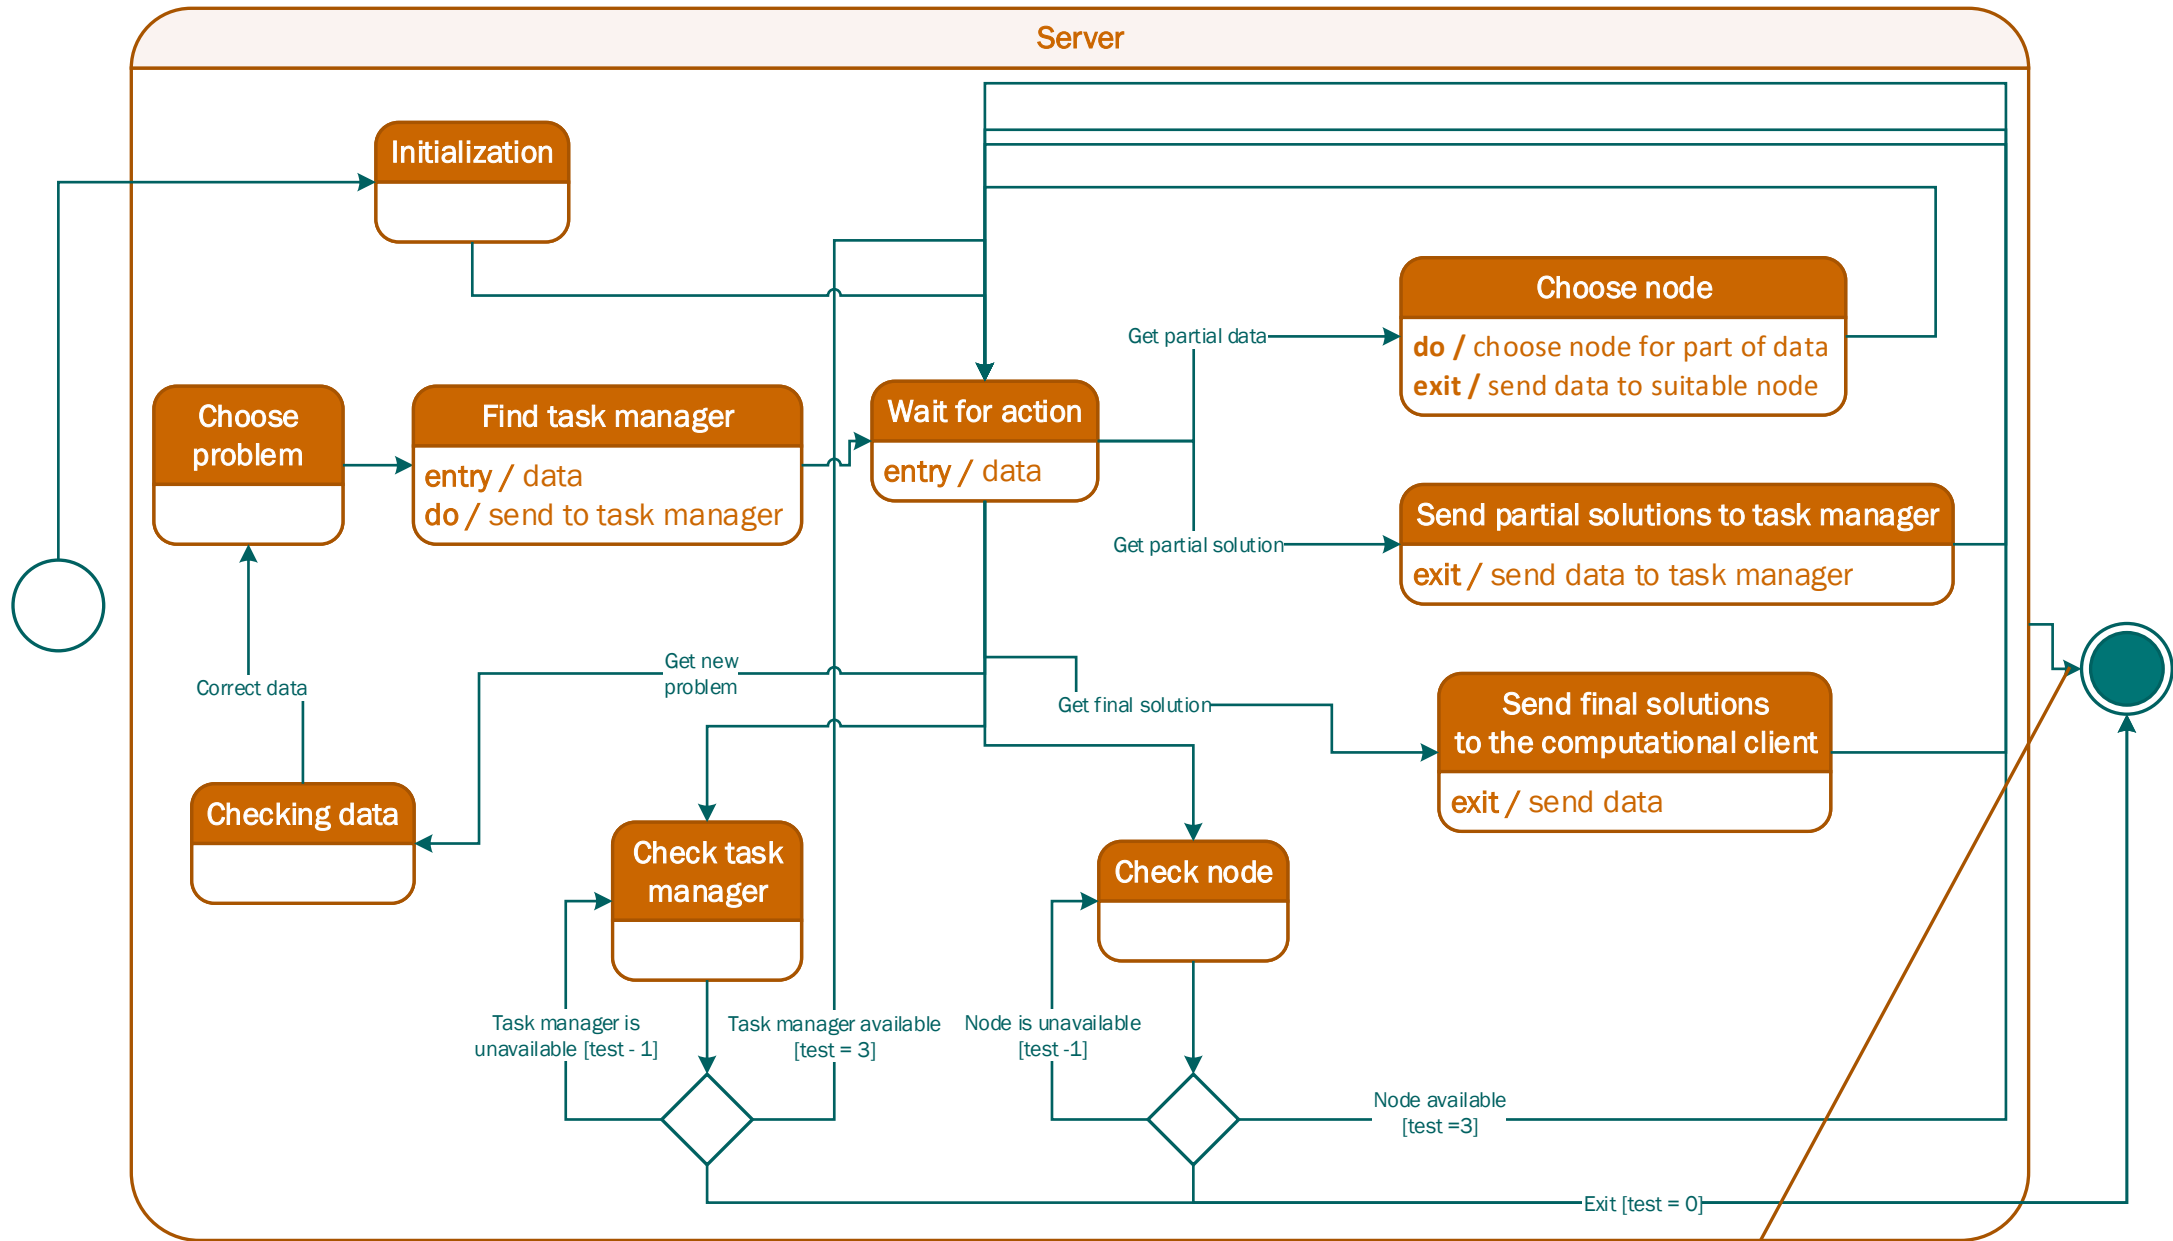 Server
Initialization
Choose node
do / choose node for part of data
exit / send data to suitable node
Get partial data
Choose
problem
Find task manager
entry / data
do / send to task manager
Wait for action
entry / data
Send partial solutions to task manager
exit / send data to task manager
Get partial solution
Get new
problem
Correct data
Get final solution
Send final solutions
to the computational client
exit / send data
Checking data
Check task
manager
Check node
Task manager is
unavailable [test - 1]
Task manager available
[test = 3]
Node is unavailable
[test -1]
Node available
[test =3]
Exit [test = 0]